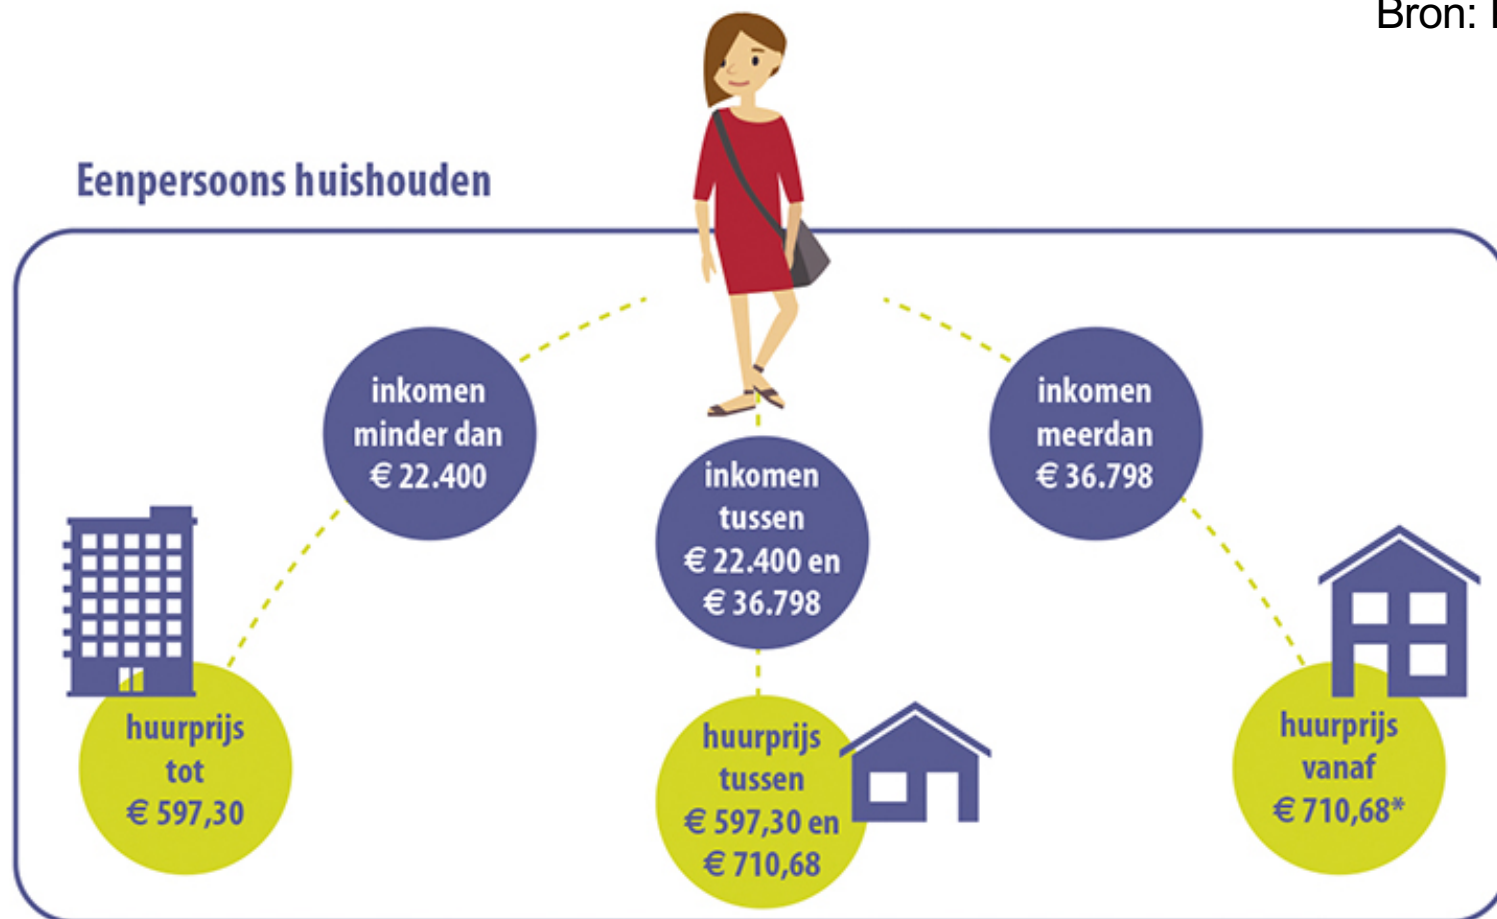 Bron:
Eenpersoons huishouden
inkomen
minder dan
€ 22.400
inkomen
tussen
€ 22.400 en
€ 36.798
inkomen
meerdan
€ 36.798
huurprijs
tot
€ 597,30
huurprijs
tussen
€ 597,30 en
€ 710,68
huurprijs
vanaf
€ 710,68*